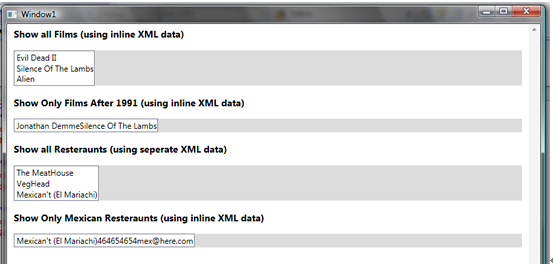 Window1
Show all Films (using inline XML data)
Evil Dead II
Silence Of The Lambs
Alien
Show Only Films After 1991 (using inline XML data)
Jonathan DemmeSilence Of The Lambs
Show all Resteraunts (using seperate XML data)
The MeatHouse
VegHead
Mexican't (El Mariachi)
Show Only Mexican Resteraunts (using inline XML data)
Mexican't (El Mariachi)464654654mex@here.com